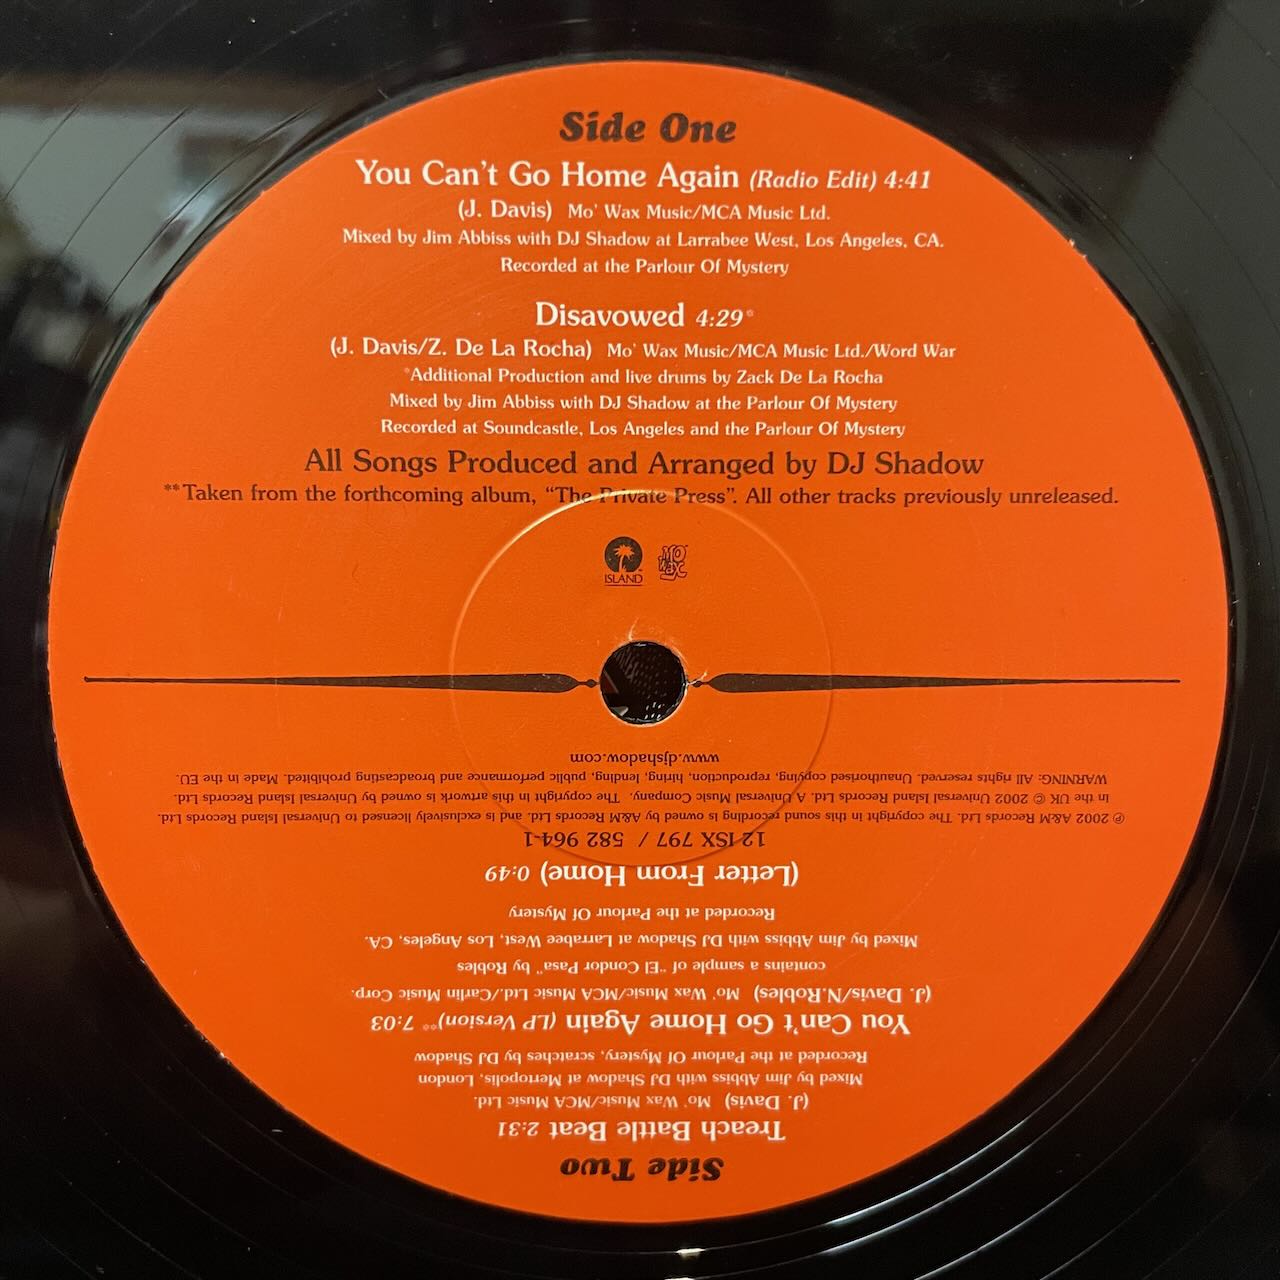 Side One
You Can't Go Home Again (Radio Edit) 4:41
(J. Davis) Mo' Wax Music/MCA Music Ltd.
Mixed by Jim Abbiss with DJ Shadow at Larrabee West, Los Angeles, CA.
Recorded at the Parlour Of Mystery
Disavowed 4:29*
(J. Davis/Z. De La Rocha) Mo' Wax Music/MCA Music Ltd./Word War
*Additional Production and live drums by Zack De La Rocha
Mixed by Jim Abbiss with DJ Shadow at the Parlour Of Mystery
Recorded at Soundcastle, Los Angeles and the Parlour Of Mystery
All Songs Produced and Arranged by DJ Shadow
**Taken from the forthcoming album, "The Private Press". All other tracks previously unreleased.
ISLAND
MO WAX
Side Two
Treach Battle Beat 2:31
(J. Davis) Mo' Wax Music/MCA Music Ltd.
Mixed by Jim Abbiss with DJ Shadow at Mertopolis, London
Recorded at the Parlour Of Mystery, scratches by DJ Shadow
You Can't Go Home Again (LP Version)** 7:03
(J. Davis/N.Robles) Mo' Wax Music/MCA Music Ltd./Carlin Music Corp.
contains a sample of "El Condor Pasa" by Robles
Mixed by Jim Abbiss with DJ Shadow at Larrabee West, Los Angeles, CA.
Recorded at the Parlour Of Mystery
(Letter From Home) 0:49
12 ISX 797 / 582 964-1
℗ 2002 A&M Records Ltd. The copyright in this sound recording is owned by A&M Records Ltd. and is exclusively licensed to Universal Island Records Ltd.
in the UK © 2002 Universal Island Records Ltd. A Universal Music Company. The copyright in this artwork is owned by Universal Island Records Ltd.
WARNING: All rights reserved. Unauthorised copying, reproduction, hiring, lending, public performance and broadcasting prohibited. Made in the EU.
www.djshadow.com